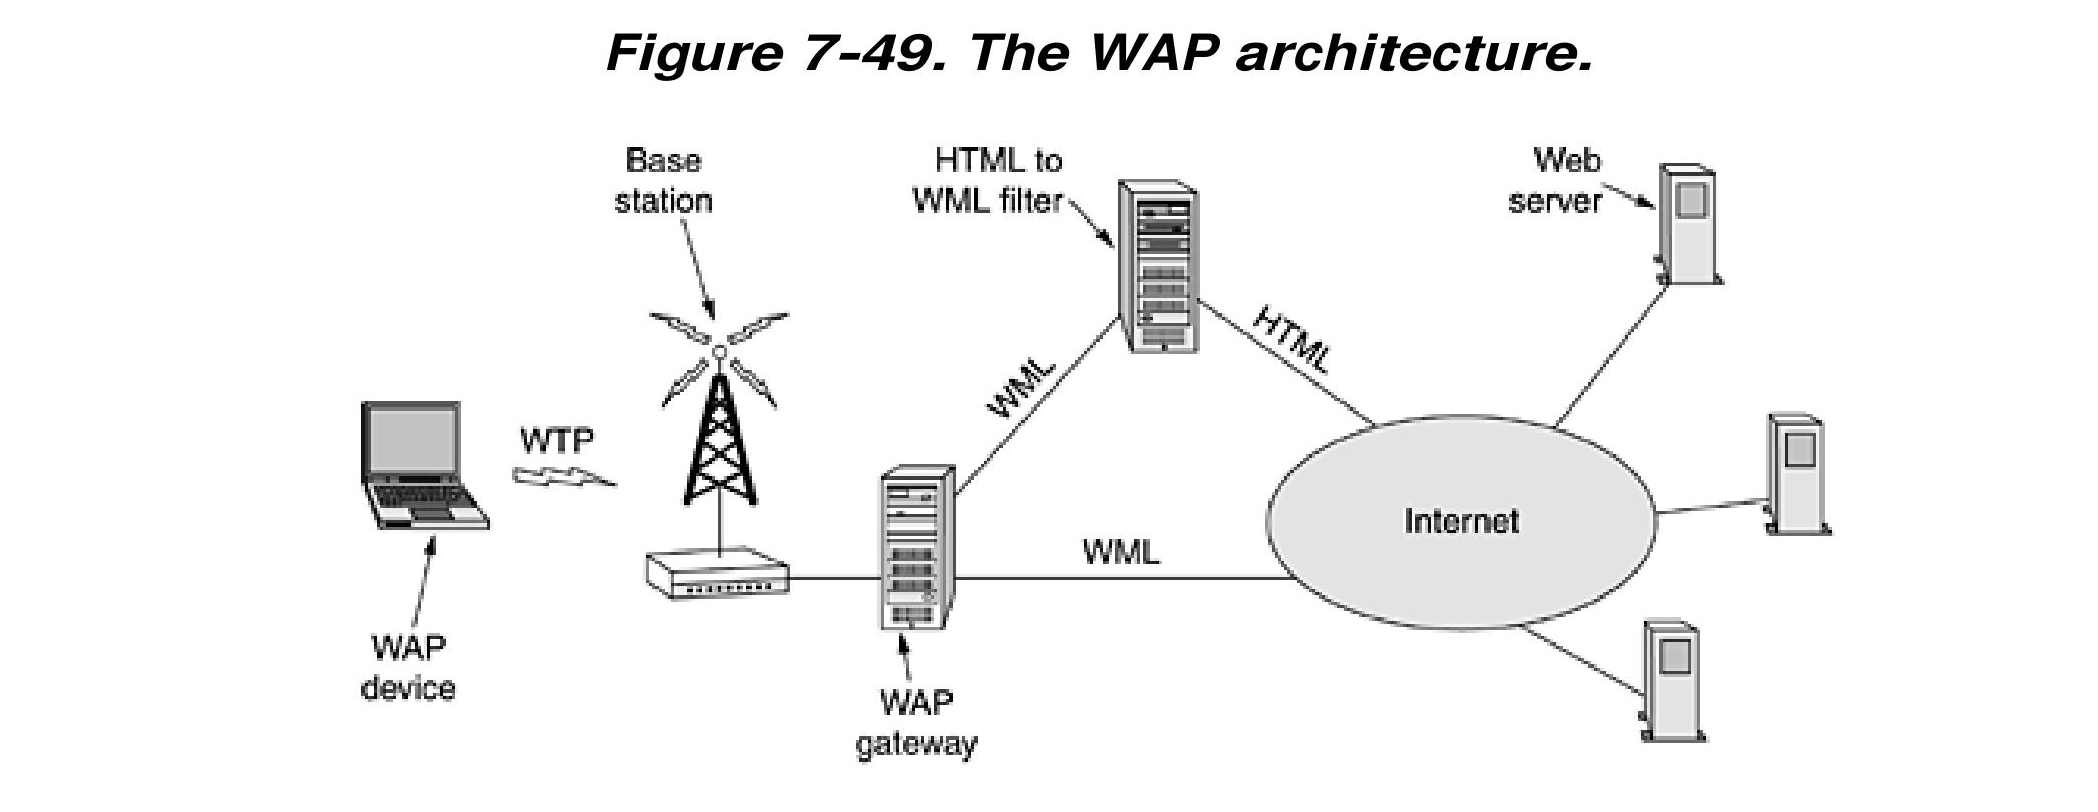 Figure 7-49. The WAP architecture.
Base
station
HTML to
WML filter
Web
server
HTML
WML
WTP
Internet
WML
WAP
device
WAP
gateway